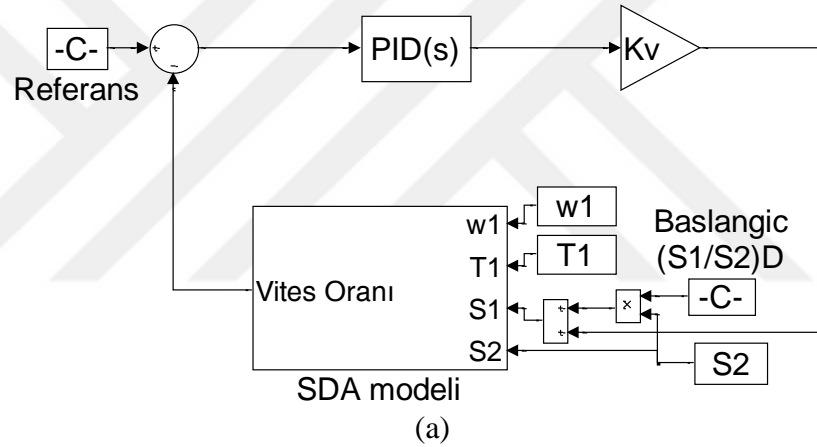 -C-
+
-
Referans
PID(s)
Kv
Vites Oranı
w1
T1
S1
S2
w1
T1
Baslangic
(S1/S2)D
-C-
×
+
+
S2
SDA modeli
(a)